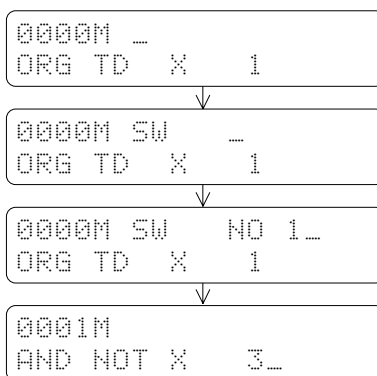 0000M _
ORG TD X 1
0000M SW _
ORG TD X 1
0000M SW NO 1_
ORG TD X 1
0001M
AND NOT X 3_